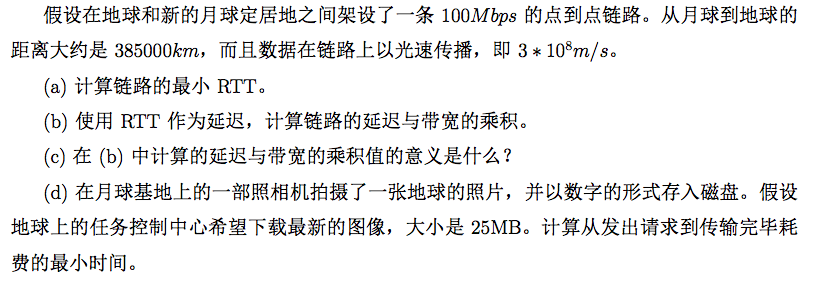 假设在地球和新的月球定居地之间架设了一条 100Mbps 的点到点链路。从月球到地球的
距离大约是 385000km，而且数据在链路上以光速传播，即 3 * 10⁸m/s。
(a) 计算链路的最小 RTT。
(b) 使用 RTT 作为延迟，计算链路的延迟与带宽的乘积。
(c) 在 (b) 中计算的延迟与带宽的乘积值的意义是什么？
(d) 在月球基地上的一部照相机拍摄了一张地球的照片，并以数字的形式存入磁盘。假设
地球上的任务控制中心希望下载最新的图像，大小是 25MB。计算从发出请求到传输完毕耗
费的最小时间。